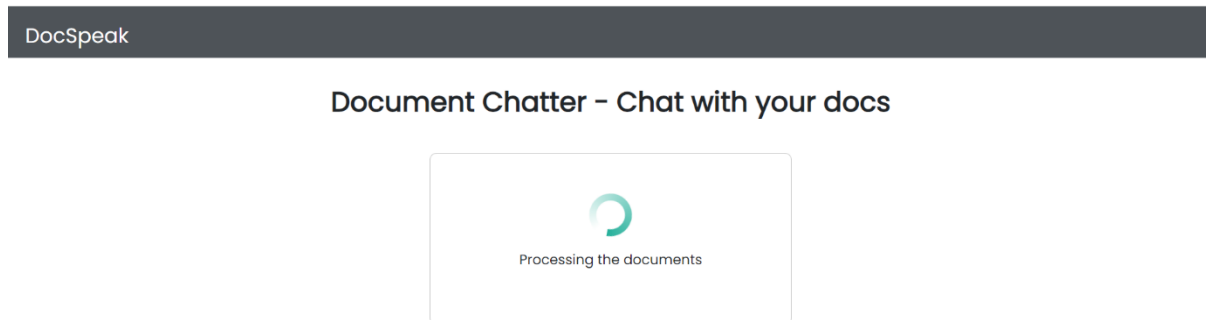 DocSpeak
Document Chatter - Chat with your docs
Processing the documents